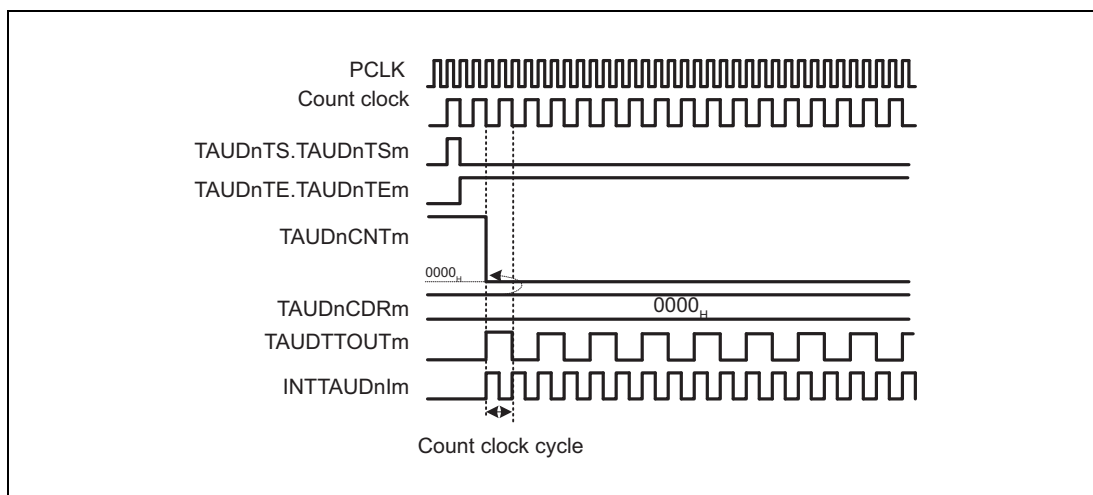 PCLK
Count clock
TAUDnTS.TAUDnTSm
TAUDnTE.TAUDnTEm
TAUDnCNTm
0000H
TAUDnCDRm
0000H
TAUDTTOUTm
INTTAUDnIm
Count clock cycle